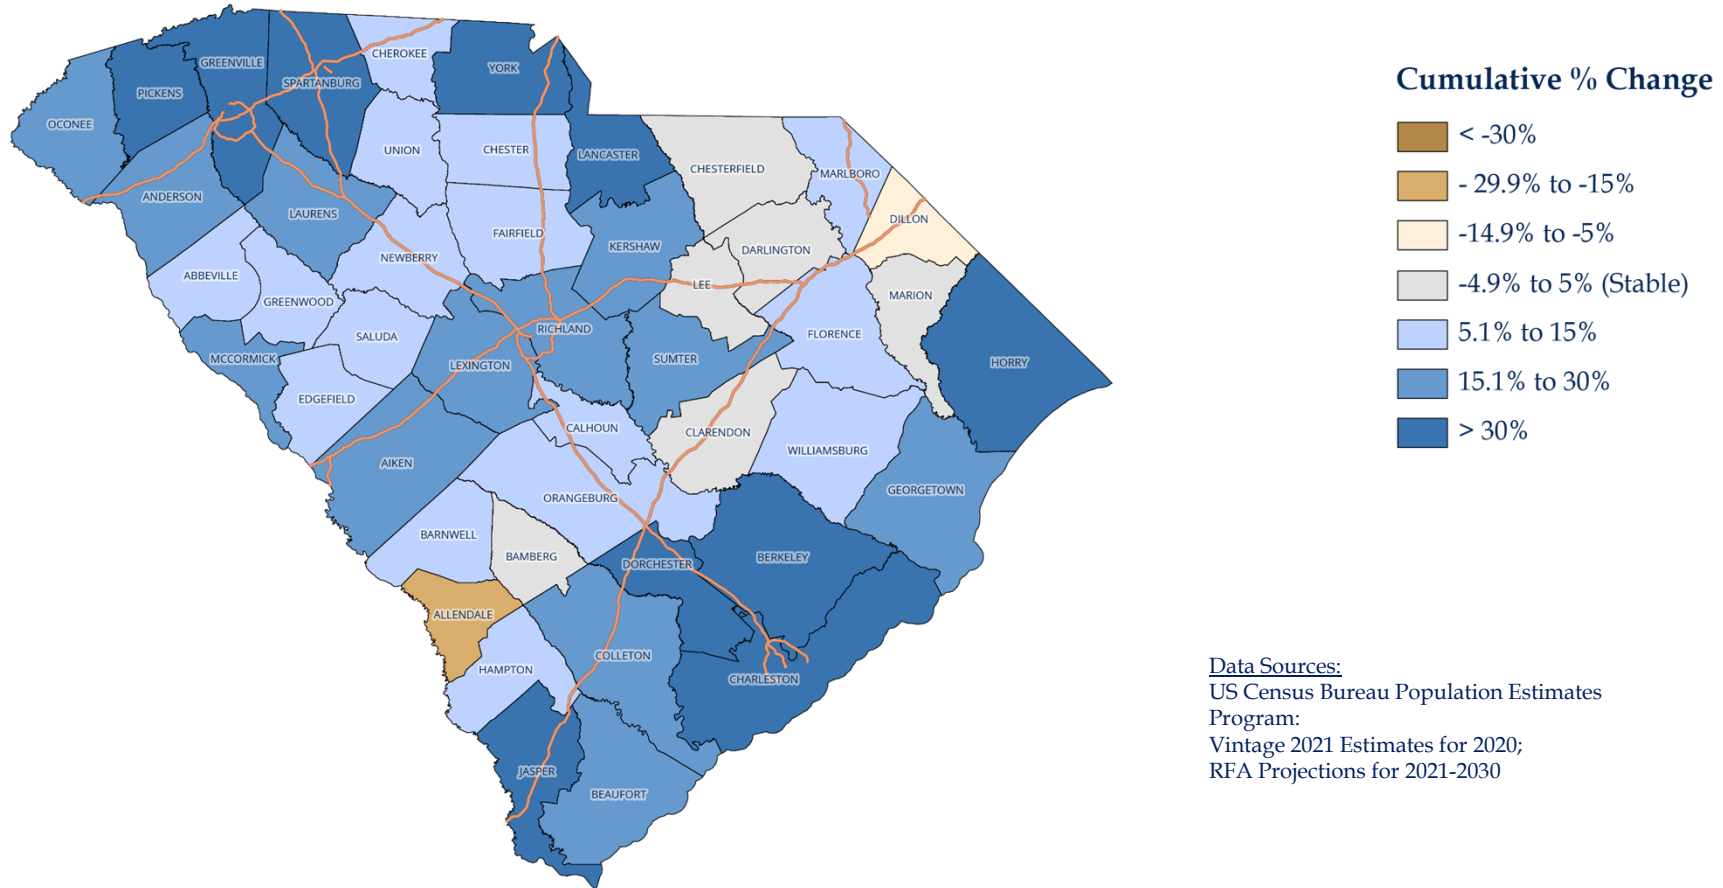 CHEROKEE
GREENVILLE
YORK
SPARTANBURG
PICKENS
OCONEE
UNION
CHESTER
LANCASTER
CHESTERFIELD
MARLBORO
ANDERSON
LAURENS
DILLON
FAIRFIELD
KERSHAW
DARLINGTON
NEWBERRY
ABBEVILLE
LEE
MARION
GREENWOOD
RICHLAND
SALUDA
FLORENCE
MCCORMICK
LEXINGTON
SUMTER
HORRY
EDGEFIELD
CALHOUN
CLARENDON
WILLIAMSBURG
AIKEN
GEORGETOWN
ORANGEBURG
BARNWELL
BAMBERG
DORCHESTER
BERKELEY
ALLENDALE
COLLETON
HAMPTON
CHARLESTON
JASPER
BEAUFORT
Cumulative % Change
< -30%
- 29.9% to -15%
-14.9% to -5%
-4.9% to 5% (Stable)
5.1% to 15%
15.1% to 30%
> 30%
Data Sources:
US Census Bureau Population Estimates
Program:
Vintage 2021 Estimates for 2020;
RFA Projections for 2021-2030